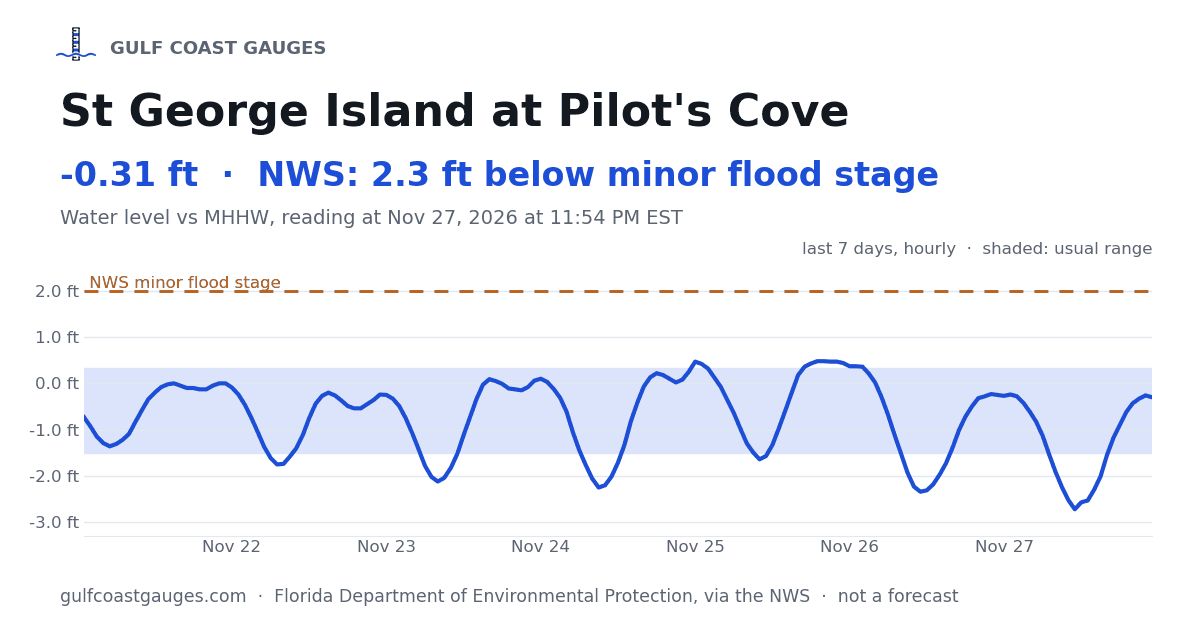 GULF COAST GAUGES
St George Island at Pilot's Cove
-0.31 ft · NWS: 2.3 ft below minor flood stage
Water level vs MHHW, reading at Nov 27, 2026 at 11:54 PM EST
last 7 days, hourly · shaded: usual range
NWS minor flood stage
2.0 ft
1.0 ft
0.0 ft
-1.0 ft
-2.0 ft
-3.0 ft
Nov 22 Nov 23 Nov 24 Nov 25 Nov 26 Nov 27
gulfcoastgauges.com · Florida Department of Environmental Protection, via the NWS · not a forecast